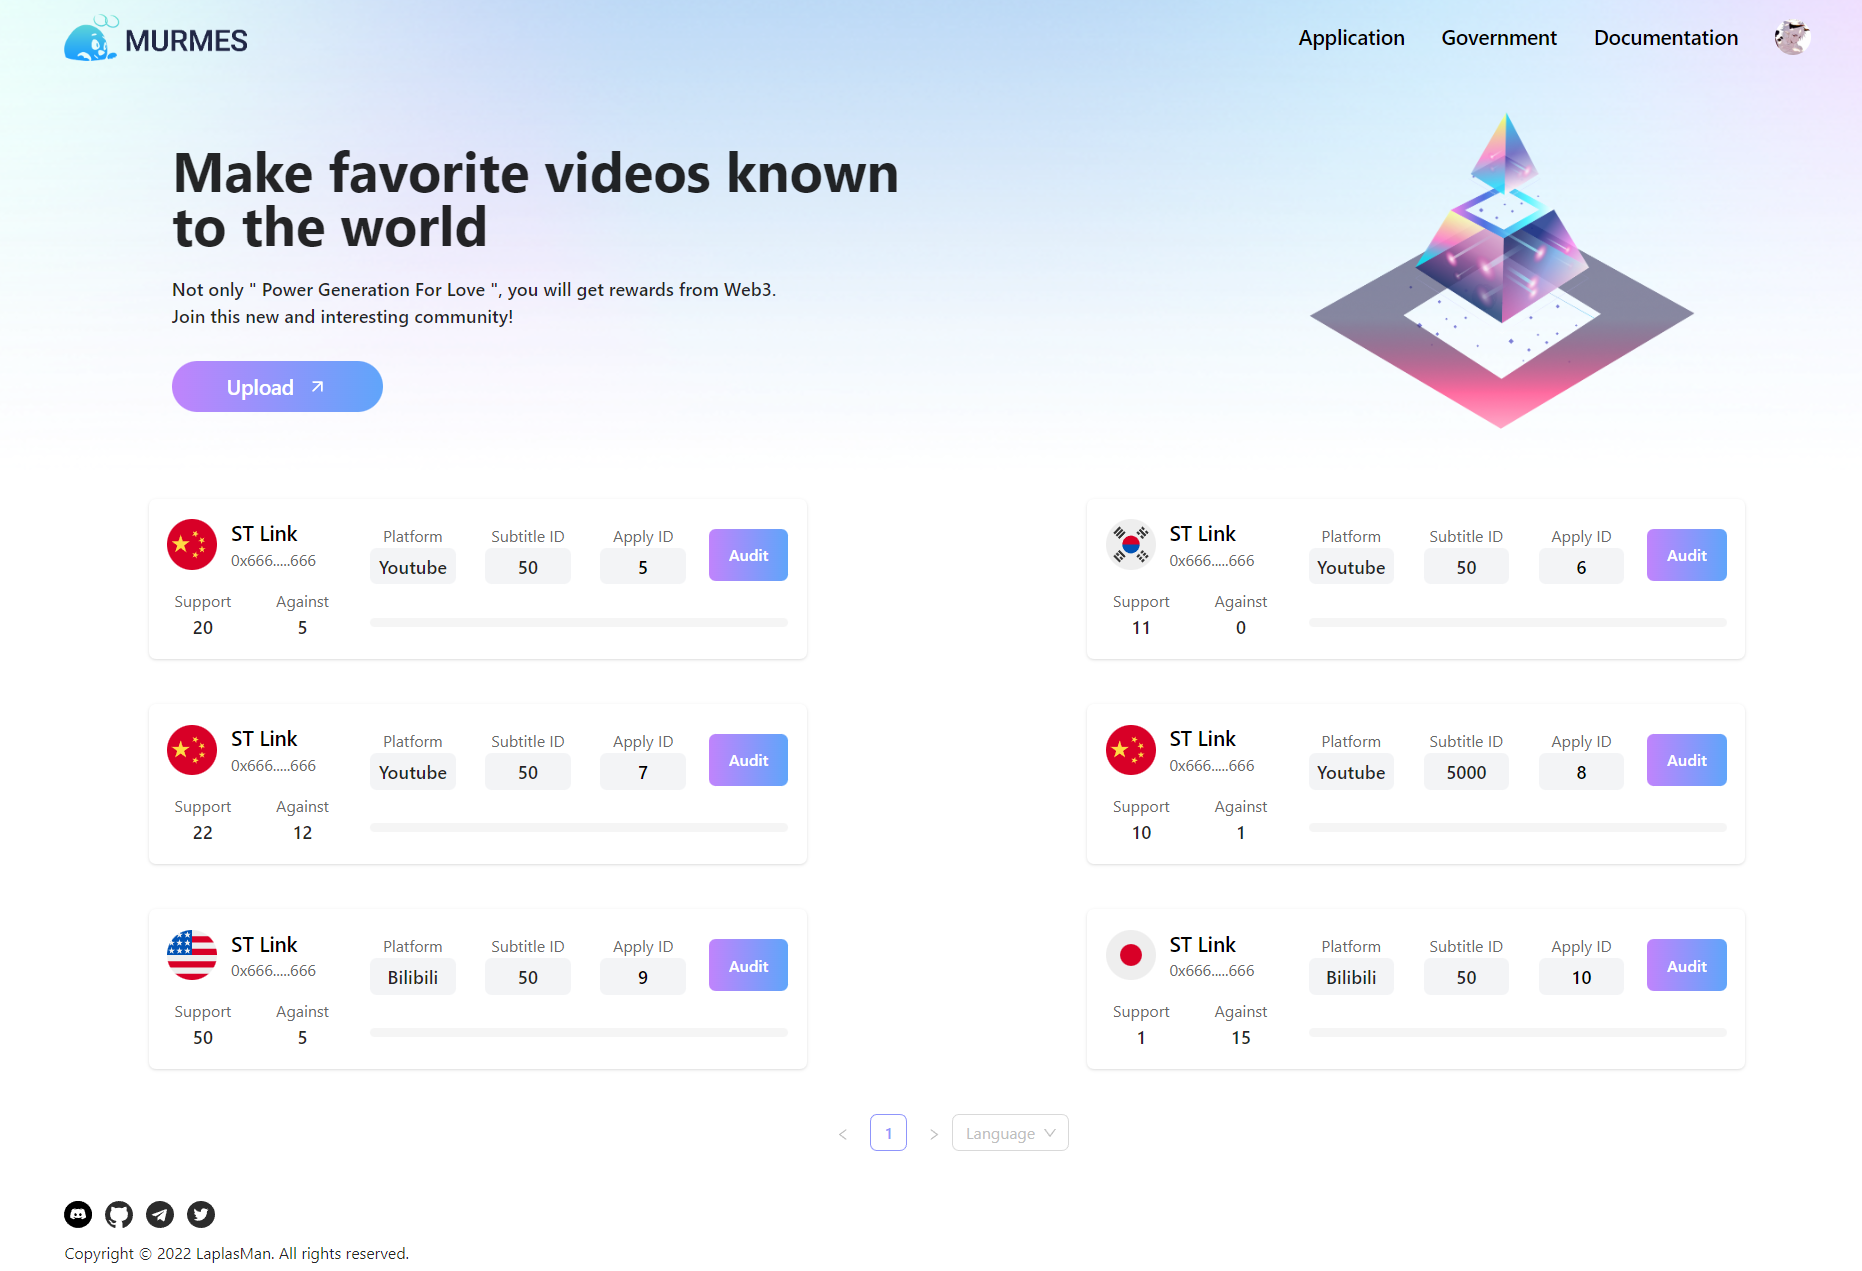 MURMES
Application Government Documentation
Make favorite videos known
to the world
Not only " Power Generation For Love ", you will get rewards from Web3.
Join this new and interesting community!
Upload
ST Link
0x666.....666
Platform Subtitle ID Apply ID
Youtube 50 5
Audit
Support Against
20 5
ST Link
0x666.....666
Platform Subtitle ID Apply ID
Youtube 50 6
Audit
Support Against
11 0
ST Link
0x666.....666
Platform Subtitle ID Apply ID
Youtube 50 7
Audit
Support Against
22 12
ST Link
0x666.....666
Platform Subtitle ID Apply ID
Youtube 5000 8
Audit
Support Against
10 1
ST Link
0x666.....666
Platform Subtitle ID Apply ID
Bilibili 50 9
Audit
Support Against
50 5
ST Link
0x666.....666
Platform Subtitle ID Apply ID
Bilibili 50 10
Audit
Support Against
1 15
< 1 > Language
Copyright © 2022 LaplasMan. All rights reserved.